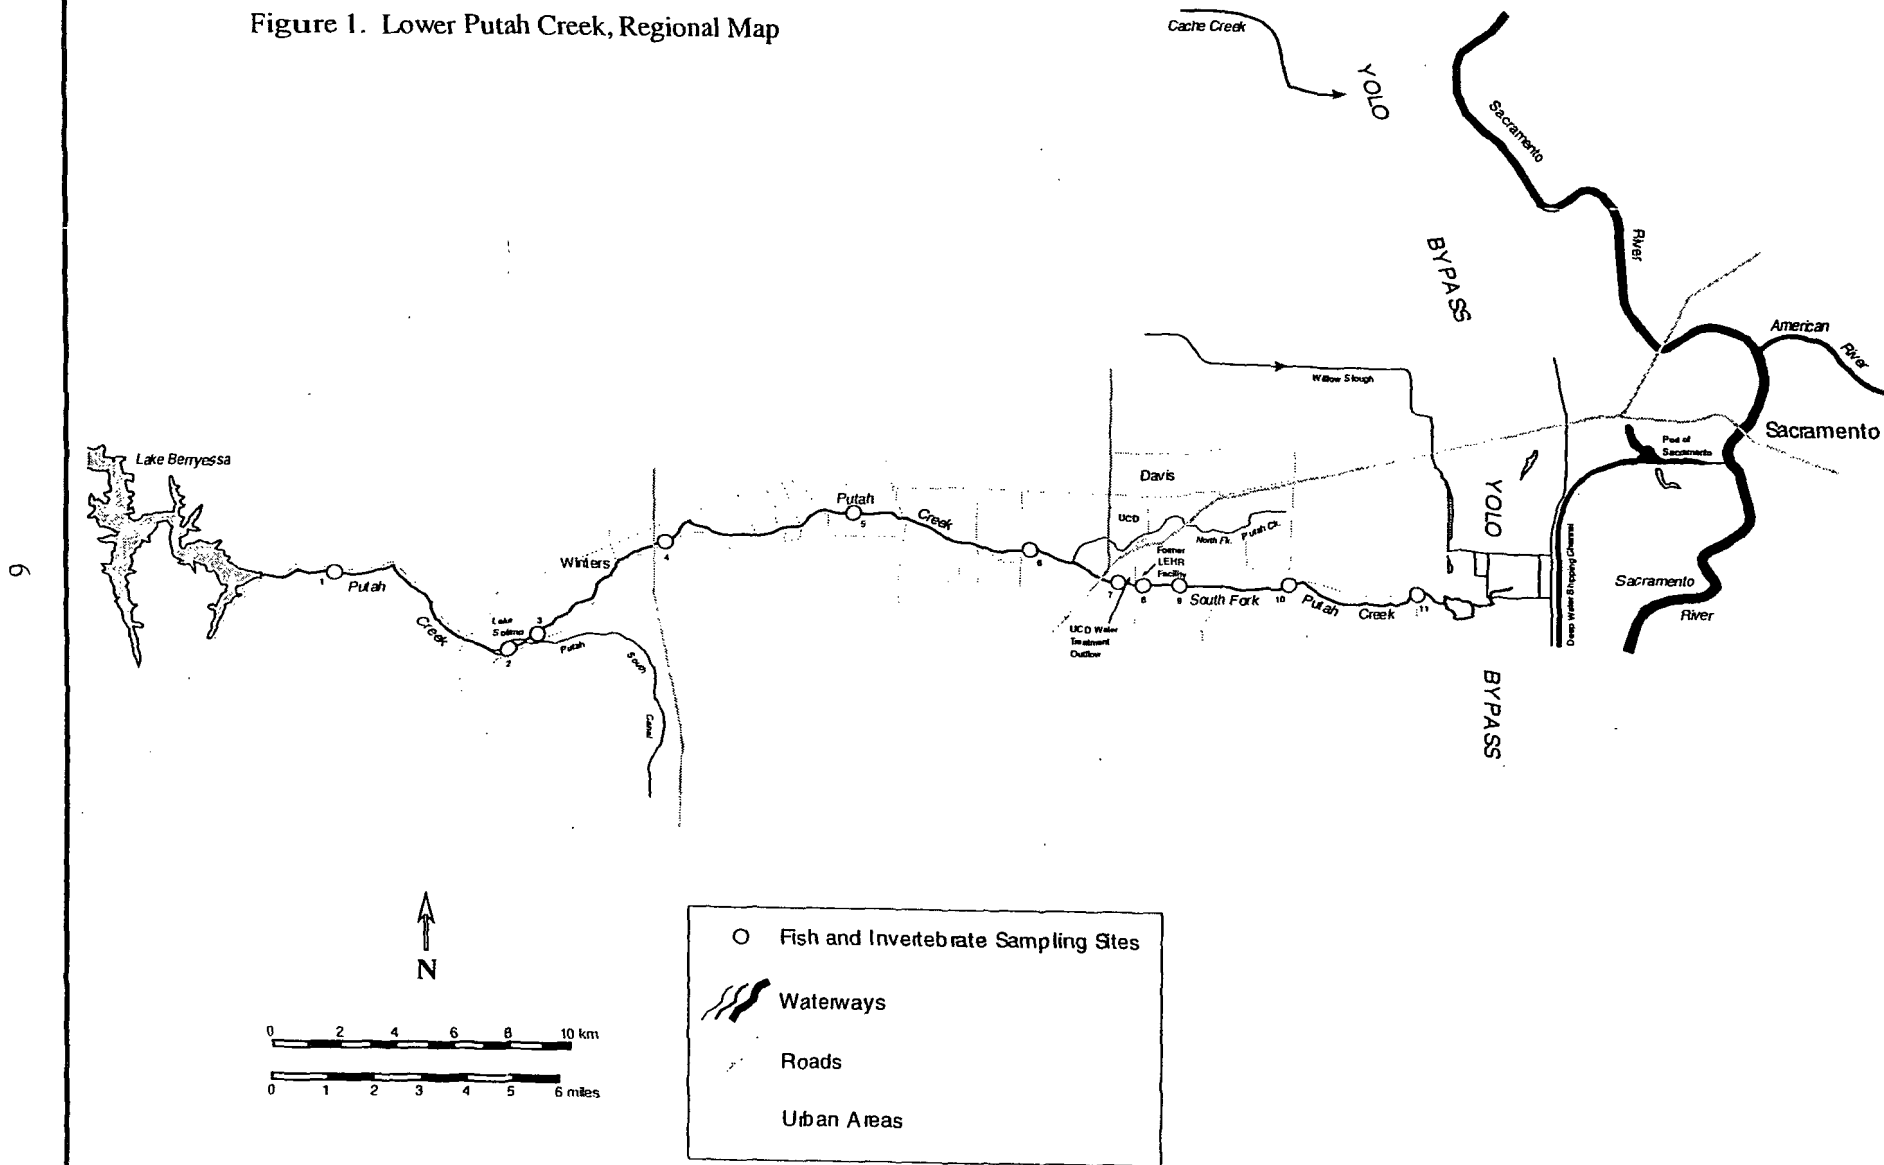 Figure 1. Lower Putah Creek, Regional Map
Cache Creek
YOLO
BYPASS
Sacramento
River
American
River
Willow Slough
Sacramento
Port of
Sacramento
Lake Berryessa
Davis
UCD
North Fk.
Putah Ck.
YOLO
Putah
5
Creek
Winters
4
6
Former
LEHR
Facility
1
Putah
Creek
Lake
Solano
3
2
Putah
South
Canal
7
8
9
South Fork
10
Putah
Creek
11
UCD Water
Treatment
Outflow
Deep Water Shipping Channel
Sacramento
River
BYPASS
6
N
0 2 4 6 8 10 km
0 1 2 3 4 5 6 miles
Fish and Invertebrate Sampling Sites
Waterways
Roads
Urban Areas